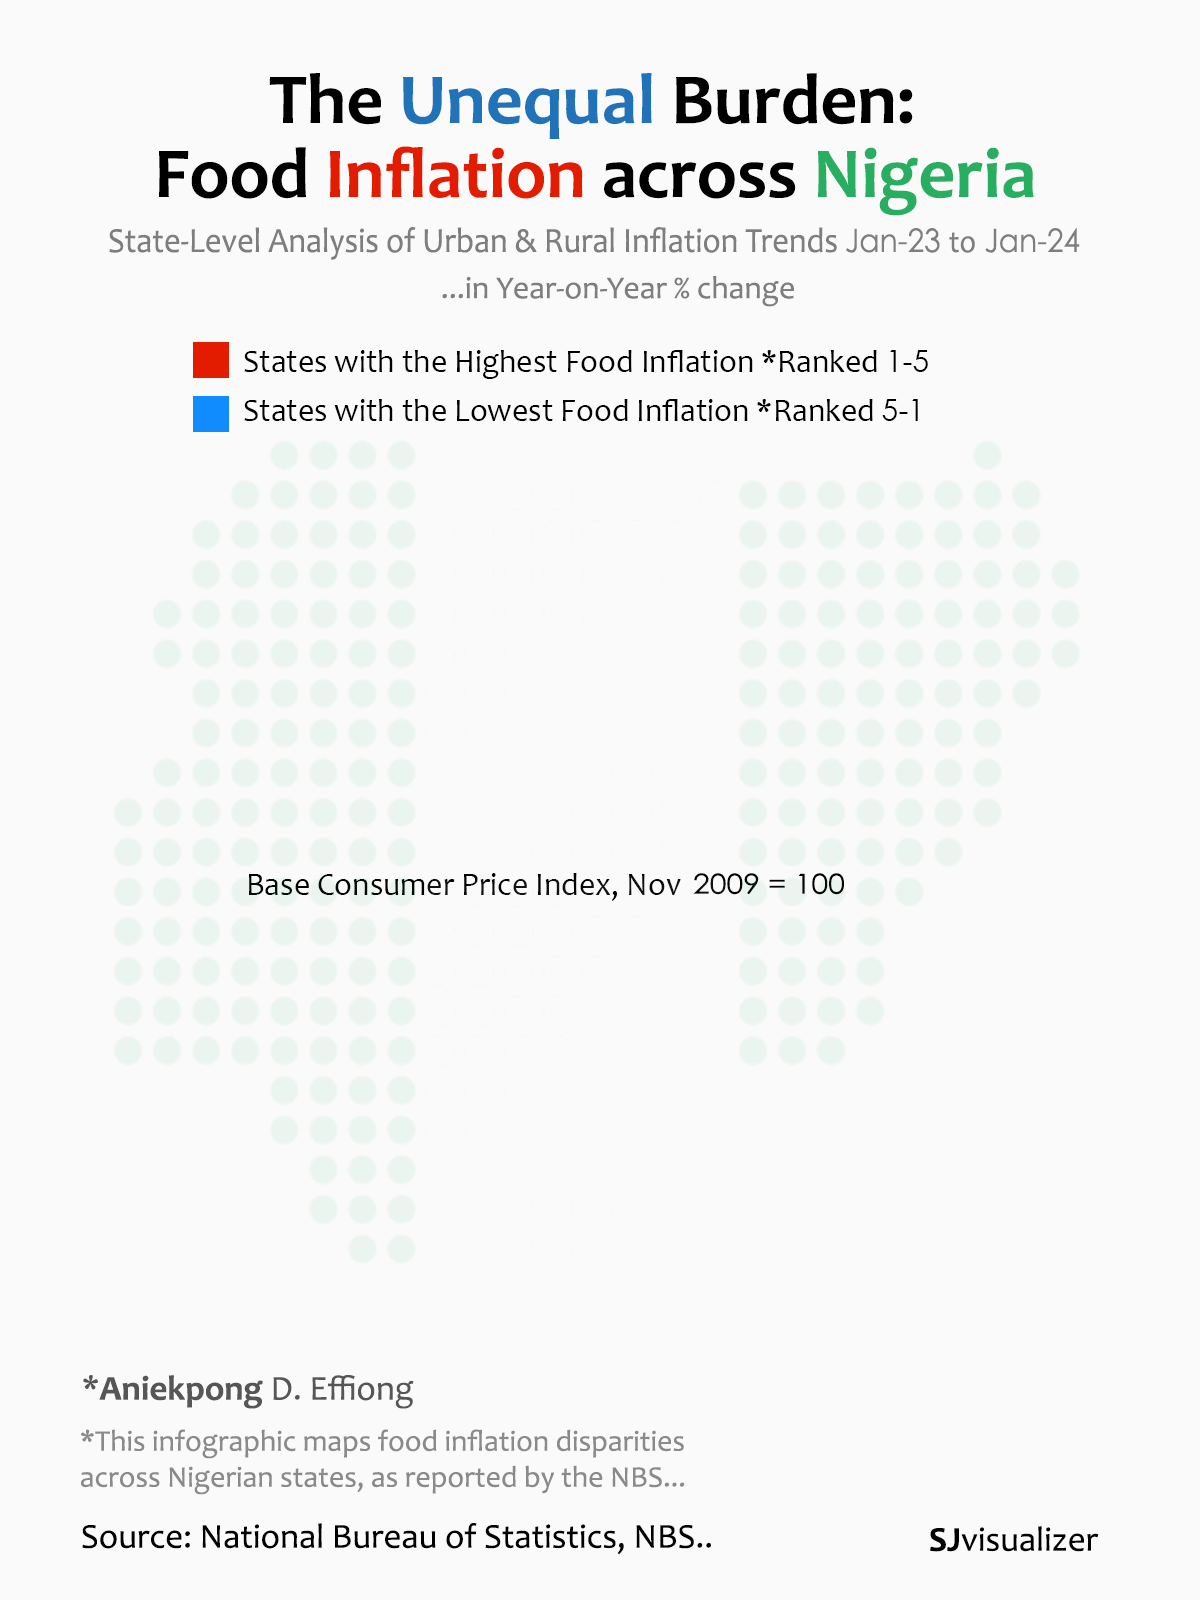 The Unequal Burden:
Food Inflation across Nigeria
State-Level Analysis of Urban & Rural Inflation Trends Jan-23 to Jan-24
...in Year-on-Year % change
States with the Highest Food Inflation *Ranked 1-5
States with the Lowest Food Inflation *Ranked 5-1
Base Consumer Price Index, Nov 2009 = 100
*Aniekpong D. Effiong
*This infographic maps food inflation disparities
across Nigerian states, as reported by the NBS...
Source: National Bureau of Statistics, NBS..
SJvisualizer